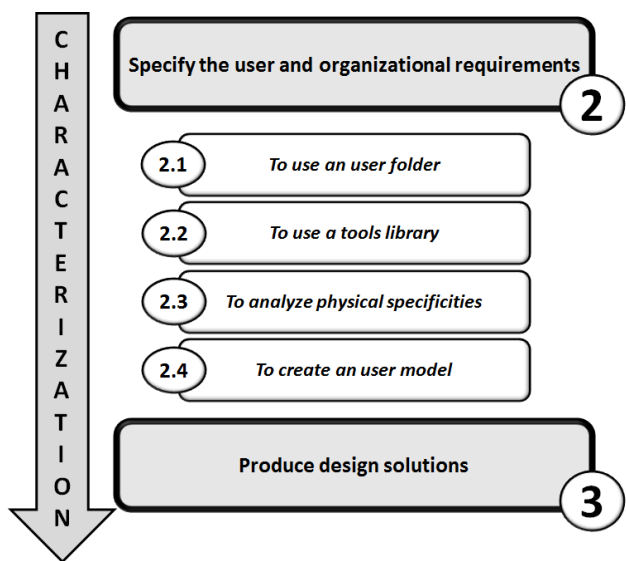 CHARACTERIZATION
Specify the user and organizational requirements
2
2.1
To use an user folder
2.2
To use a tools library
2.3
To analyze physical specificities
2.4
To create an user model
Produce design solutions
3